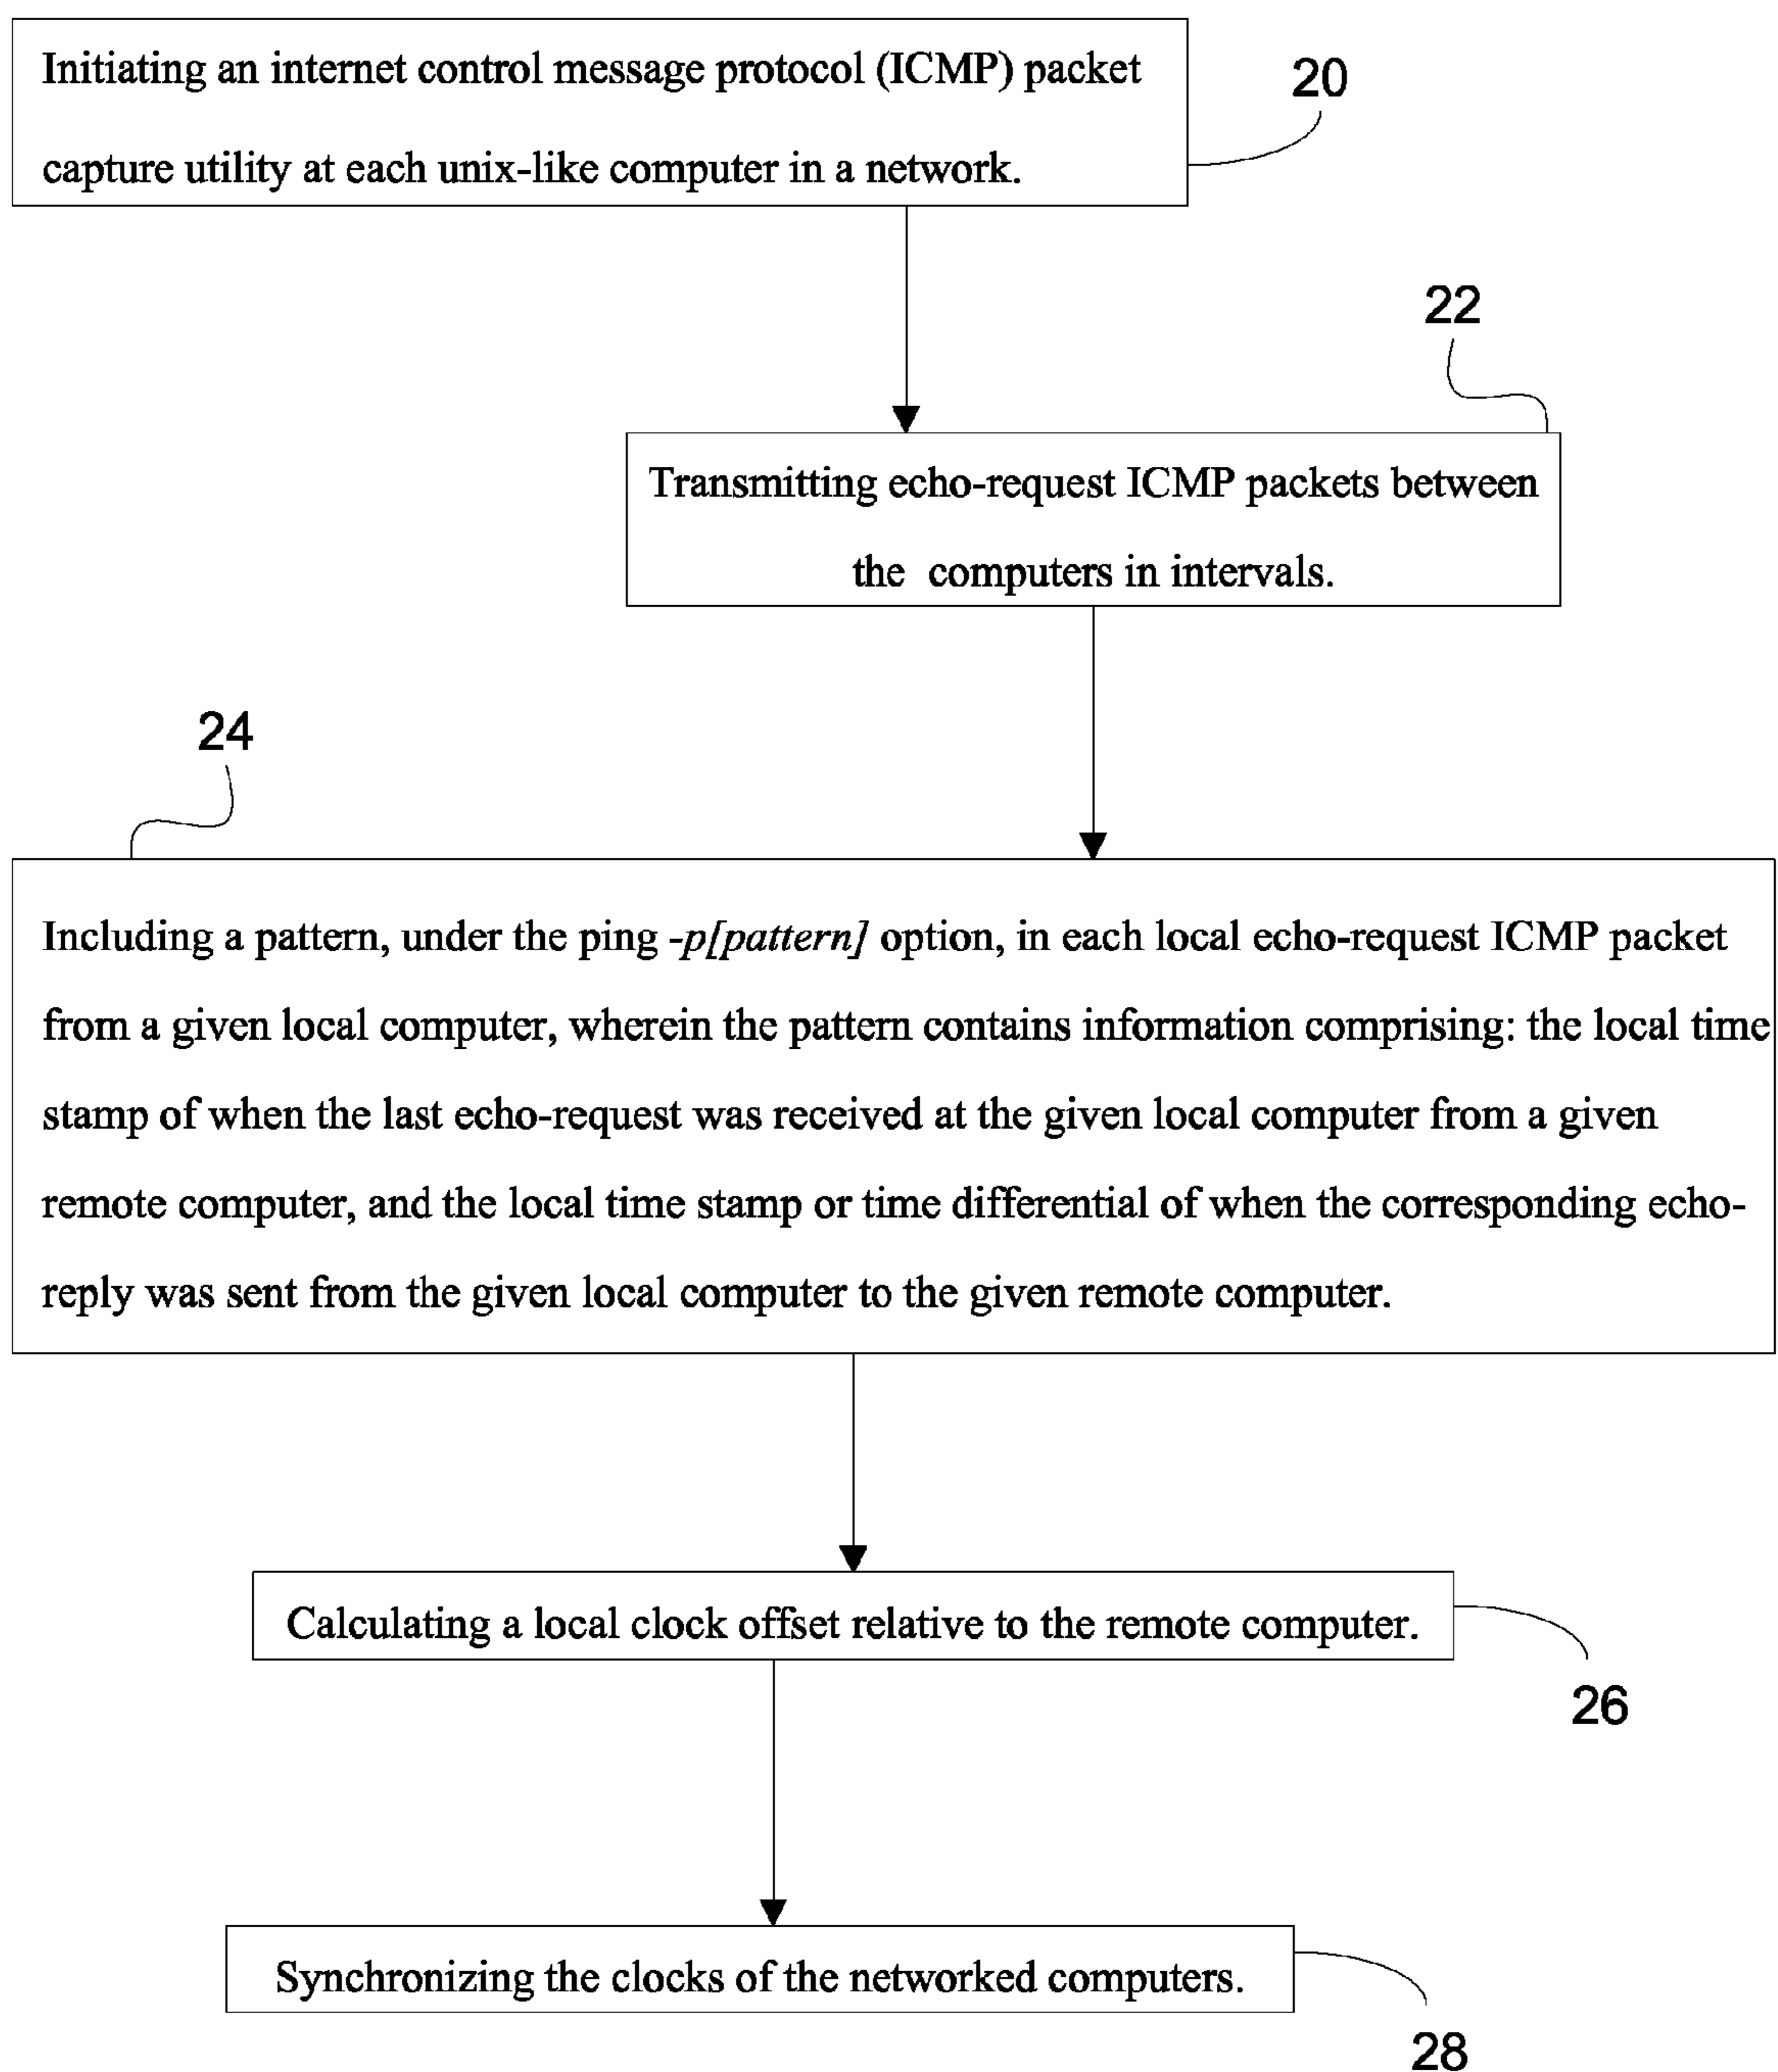 Initiating an internet control message protocol (ICMP) packet
capture utility at each unix-like computer in a network.
20
22
Transmitting echo-request ICMP packets between
the computers in intervals.
24
Including a pattern, under the ping -p[pattern] option, in each local echo-request ICMP packet
from a given local computer, wherein the pattern contains information comprising: the local time
stamp of when the last echo-request was received at the given local computer from a given
remote computer, and the local time stamp or time differential of when the corresponding echo-
reply was sent from the given local computer to the given remote computer.
Calculating a local clock offset relative to the remote computer.
26
Synchronizing the clocks of the networked computers.
28